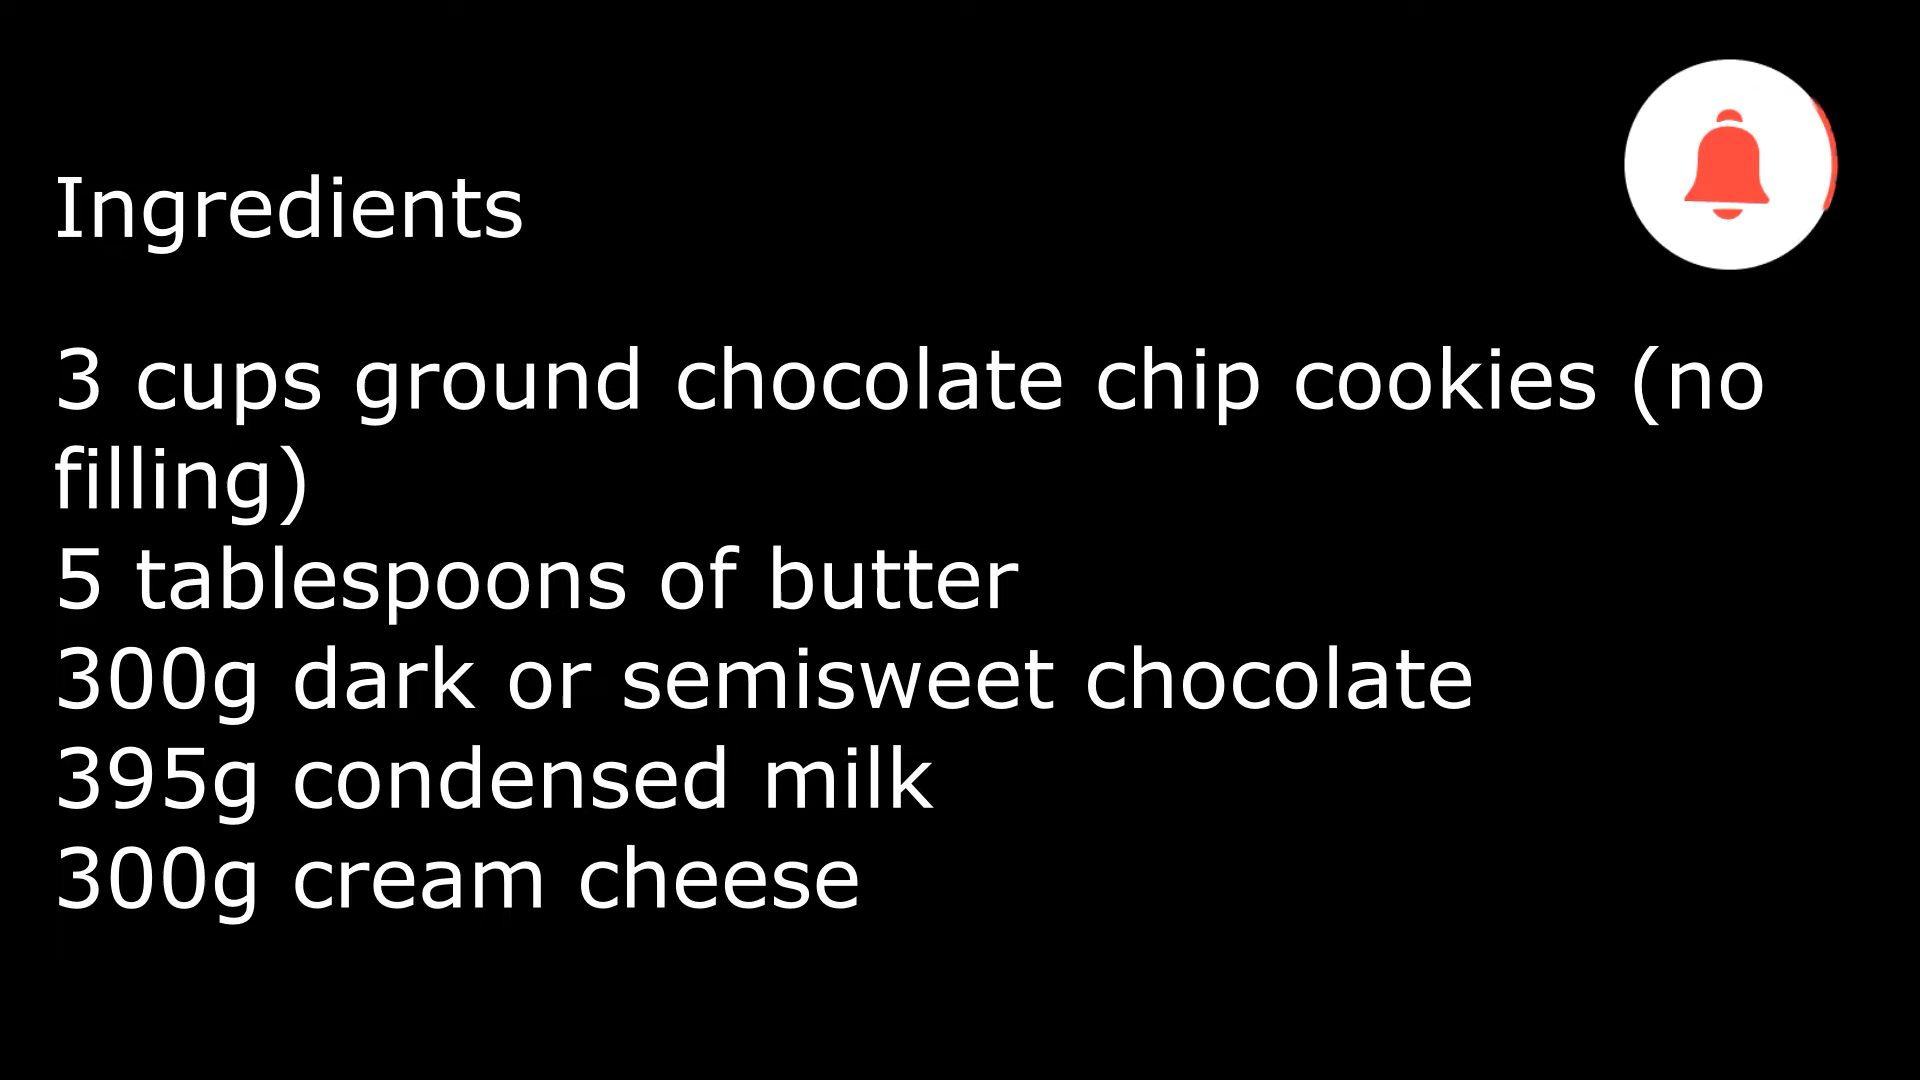 Ingredients
3 cups ground chocolate chip cookies (no
filling)
5 tablespoons of butter
300g dark or semisweet chocolate
395g condensed milk
300g cream cheese